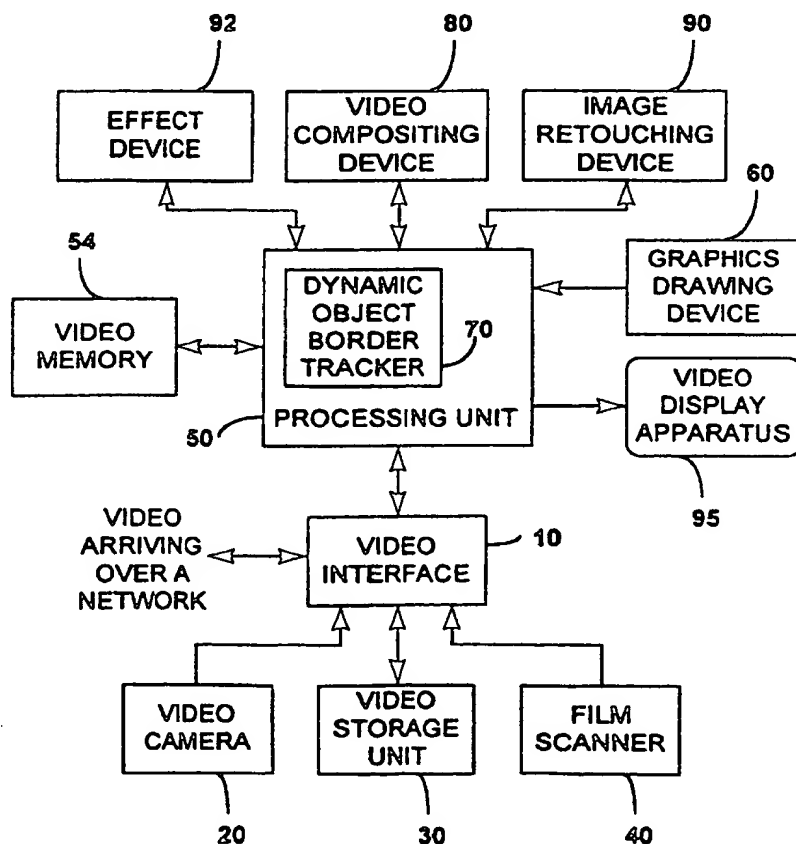 92
80
90
EFFECT
DEVICE
VIDEO
COMPOSITING
DEVICE
IMAGE
RETOUCHING
DEVICE
60
54
GRAPHICS
DRAWING
DEVICE
VIDEO
MEMORY
DYNAMIC
OBJECT
BORDER
TRACKER
70
50
PROCESSING UNIT
VIDEO
DISPLAY
APPARATUS
95
VIDEO
ARRIVING
OVER A
NETWORK
VIDEO
INTERFACE
10
VIDEO
CAMERA
VIDEO
STORAGE
UNIT
FILM
SCANNER
20
30
40